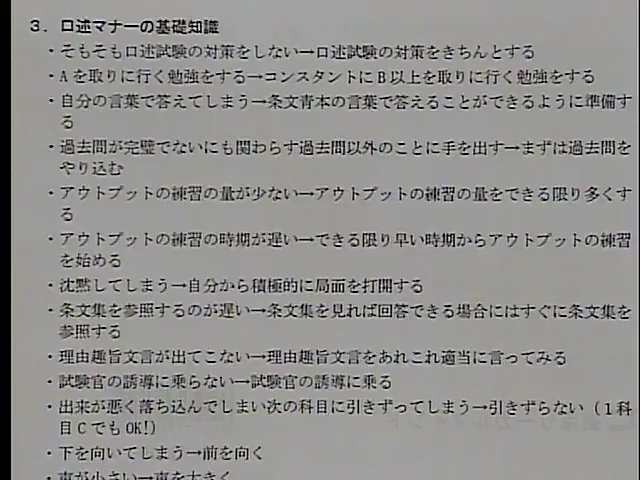 ３．口述マナーの基礎知識
・そもそも口述試験の対策をしない→口述試験の対策をきちんとする
・Aを取りに行く勉強をする→コンスタントにB以上を取りに行く勉強をする
・自分の言葉で答えてしまう→条文青本の言葉で答えることができるように準備す
る
・過去問が完璧でないにも関わらす過去問以外のことに手を出す→まずは過去問を
やり込む
・アウトプットの練習の量が少ない→アウトプットの練習の量をできる限り多くす
る
・アウトプットの練習の時期が遅い→できる限り早い時期からアウトプットの練習
を始める
・沈黙してしまう→自分から積極的に局面を打開する
・条文集を参照するのが遅い→条文集を見れば回答できる場合にはすぐに条文集を
参照する
・理由趣旨文言が出てこない→理由趣旨文言をあれこれ適当に言ってみる
・試験官の誘導に乗らない→試験官の誘導に乗る
・出来が悪く落ち込んでしまい次の科目に引きずってしまう→引きずらない（１科
目CでもOK!）
・下を向いてしまう→前を向く
・声が小さい→声を大きく